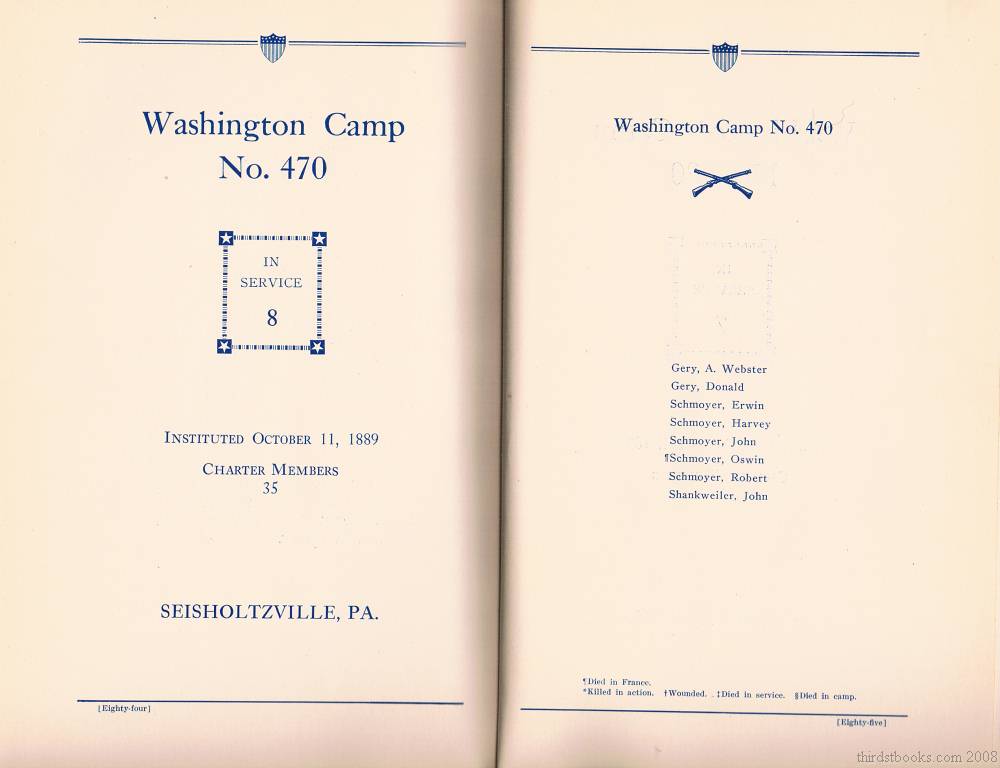 Washington Camp
No. 470
IN
SERVICE
8
INSTITUTED OCTOBER 11, 1889
CHARTER MEMBERS
35
SEISHOLTZVILLE, PA.
[Eighty-four]
Washington Camp No. 470
Gery, A. Webster
Gery, Donald
Schmoyer, Erwin
Schmoyer, Harvey
Schmoyer, John
¶Schmoyer, Oswin
Schmoyer, Robert
Shankweiler, John
¶Died in France.
*Killed in action. †Wounded. ‡Died in service. §Died in camp.
[Eighty-five]
thirdstbooks.com 2008